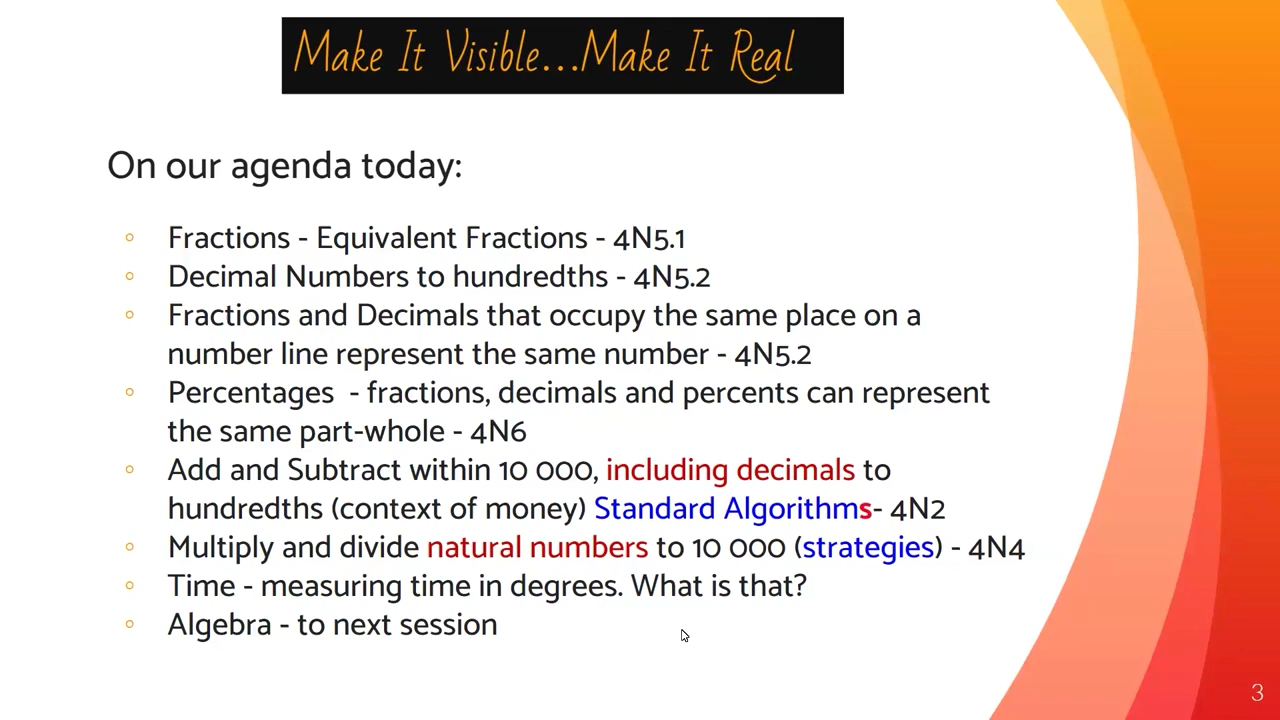 Make It Visible...Make It Real
On our agenda today:
Fractions - Equivalent Fractions - 4N5.1
Decimal Numbers to hundredths - 4N5.2
Fractions and Decimals that occupy the same place on a
number line represent the same number - 4N5.2
Percentages - fractions, decimals and percents can represent
the same part-whole - 4N6
Add and Subtract within 10 000, including decimals to
hundredths (context of money) Standard Algorithms- 4N2
Multiply and divide natural numbers to 10 000 (strategies) - 4N4
Time - measuring time in degrees. What is that?
Algebra - to next session
3